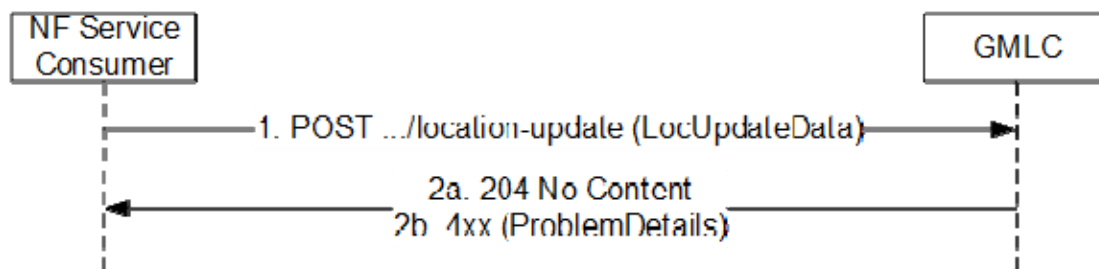 NF Service
Consumer
GMLC
1. POST .../location-update (LocUpdateData)
2a. 204 No Content
2b. 4xx (ProblemDetails)